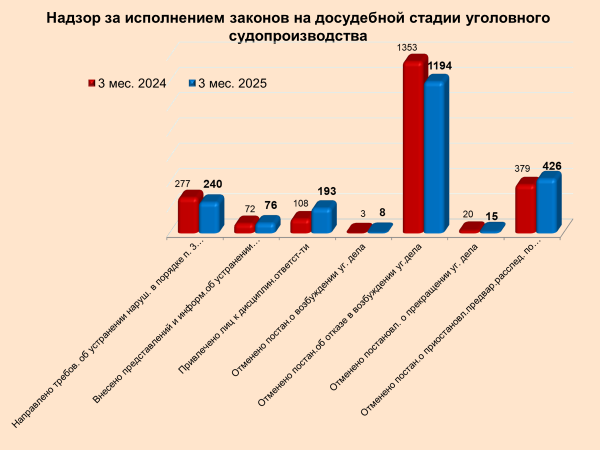 Надзор за исполнением законов на досудебной стадии уголовного
судопроизводства
3 мес. 2024
3 мес. 2025
277
240
72
76
108
193
3
8
1353
1194
20
15
379
426
Направлено требов. об устранении наруш. в порядке п. 3…
Внесено представлений и информ.об устранении…
Привлечено лиц к дисциплин.ответст-ти
Отменено постан.о возбуждении уг. дела
Отменено постан.об отказе в возбуждении уг.дела
Отменено постановл. о прекращении уг. дела
Отменено постан.о приостановл.предвар.расслед. по…